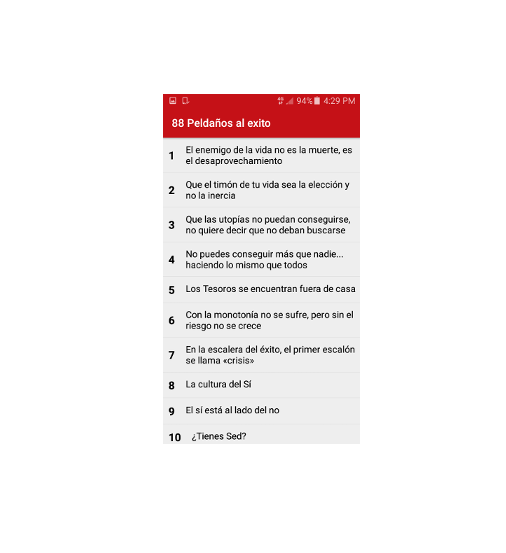 94% 4:29 PM
88 Peldaños al exito
1 El enemigo de la vida no es la muerte, es
el desaprovechamiento
2 Que el timón de tu vida sea la elección y
no la inercia
3 Que las utopías no puedan conseguirse,
no quiere decir que no deban buscarse
4 No puedes conseguir más que nadie...
haciendo lo mismo que todos
5 Los Tesoros se encuentran fuera de casa
6 Con la monotonía no se sufre, pero sin el
riesgo no se crece
7 En la escalera del éxito, el primer escalón
se llama «crisis»
8 La cultura del Sí
9 El sí está al lado del no
10 ¿Tienes Sed?